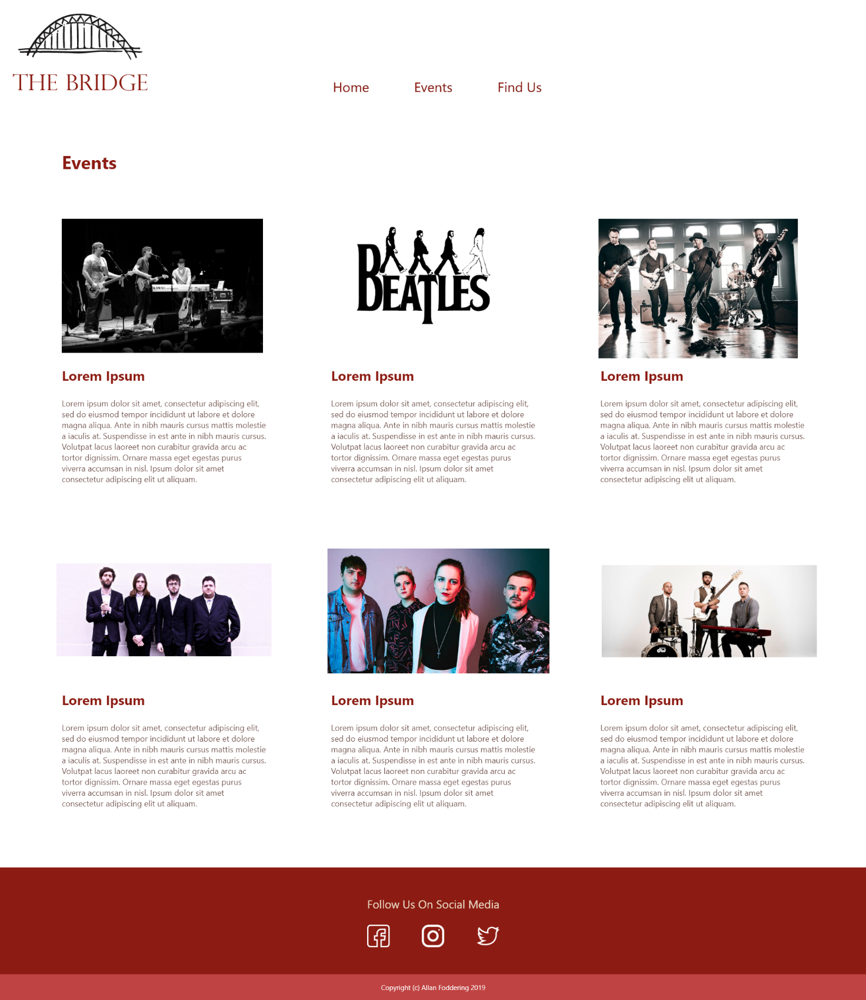 THE BRIDGE
Home
Events
Find Us
Events
KAWAI
BEATLES
Lorem Ipsum
Lorem ipsum dolor sit amet, consectetur adipiscing elit,
sed do eiusmod tempor incididunt ut labore et dolore
magna aliqua. Ante in nibh mauris cursus mattis molestie
a iaculis at. Suspendisse in est ante in nibh mauris cursus.
Volutpat lacus laoreet non curabitur gravida arcu ac
tortor dignissim. Ornare massa eget egestas purus
viverra accumsan in nisl. Ipsum dolor sit amet
consectetur adipiscing elit ut aliquam.
Lorem Ipsum
Lorem ipsum dolor sit amet, consectetur adipiscing elit,
sed do eiusmod tempor incididunt ut labore et dolore
magna aliqua. Ante in nibh mauris cursus mattis molestie
a iaculis at. Suspendisse in est ante in nibh mauris cursus.
Volutpat lacus laoreet non curabitur gravida arcu ac
tortor dignissim. Ornare massa eget egestas purus
viverra accumsan in nisl. Ipsum dolor sit amet
consectetur adipiscing elit ut aliquam.
Lorem Ipsum
Lorem ipsum dolor sit amet, consectetur adipiscing elit,
sed do eiusmod tempor incididunt ut labore et dolore
magna aliqua. Ante in nibh mauris cursus mattis molestie
a iaculis at. Suspendisse in est ante in nibh mauris cursus.
Volutpat lacus laoreet non curabitur gravida arcu ac
tortor dignissim. Ornare massa eget egestas purus
viverra accumsan in nisl. Ipsum dolor sit amet
consectetur adipiscing elit ut aliquam.
nord
stage
dw
Lorem Ipsum
Lorem ipsum dolor sit amet, consectetur adipiscing elit,
sed do eiusmod tempor incididunt ut labore et dolore
magna aliqua. Ante in nibh mauris cursus mattis molestie
a iaculis at. Suspendisse in est ante in nibh mauris cursus.
Volutpat lacus laoreet non curabitur gravida arcu ac
tortor dignissim. Ornare massa eget egestas purus
viverra accumsan in nisl. Ipsum dolor sit amet
consectetur adipiscing elit ut aliquam.
Lorem Ipsum
Lorem ipsum dolor sit amet, consectetur adipiscing elit,
sed do eiusmod tempor incididunt ut labore et dolore
magna aliqua. Ante in nibh mauris cursus mattis molestie
a iaculis at. Suspendisse in est ante in nibh mauris cursus.
Volutpat lacus laoreet non curabitur gravida arcu ac
tortor dignissim. Ornare massa eget egestas purus
viverra accumsan in nisl. Ipsum dolor sit amet
consectetur adipiscing elit ut aliquam.
Lorem Ipsum
Lorem ipsum dolor sit amet, consectetur adipiscing elit,
sed do eiusmod tempor incididunt ut labore et dolore
magna aliqua. Ante in nibh mauris cursus mattis molestie
a iaculis at. Suspendisse in est ante in nibh mauris cursus.
Volutpat lacus laoreet non curabitur gravida arcu ac
tortor dignissim. Ornare massa eget egestas purus
viverra accumsan in nisl. Ipsum dolor sit amet
consectetur adipiscing elit ut aliquam.
Follow Us On Social Media
Copyright (c) Allan Foddering 2019